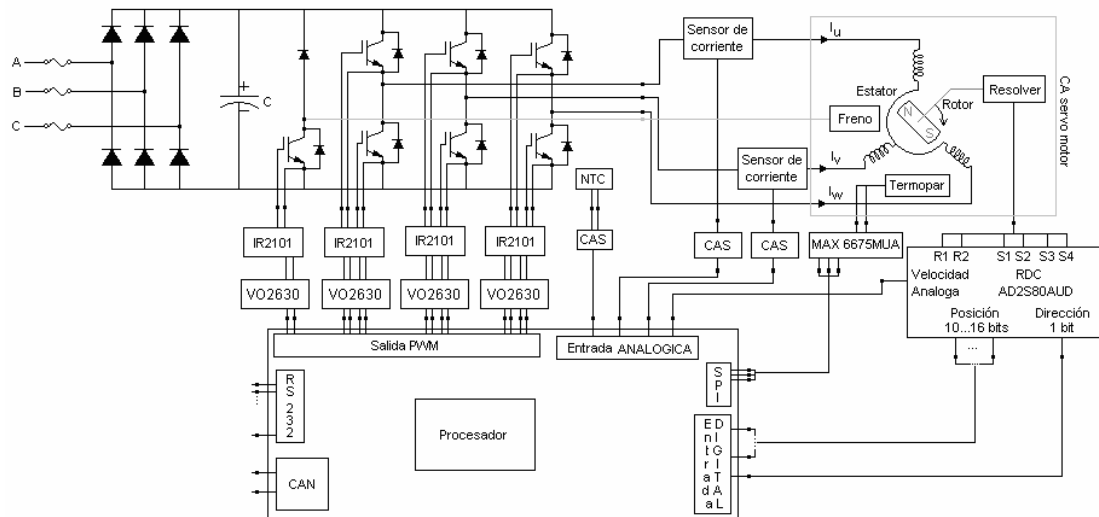 A
B
C
C
Sensor de
corriente
Iu
Estator
N
S
Rotor
Resolver
CA servo motor
Freno
Sensor de
corriente
Iv
Iw
Termopar
NTC
CAS
CAS
CAS
MAX 6675MUA
IR2101
IR2101
IR2101
IR2101
VO2630
VO2630
VO2630
VO2630
R1 R2 S1 S2 S3 S4
Velocidad
Analoga
RDC
AD2S80AUD
Posición
10...16 bits
Dirección
1 bit
...
Salida PWM
Entrada ANALOGICA
RS 232
CAN
Procesador
SPI
Entrada
DIGITAL